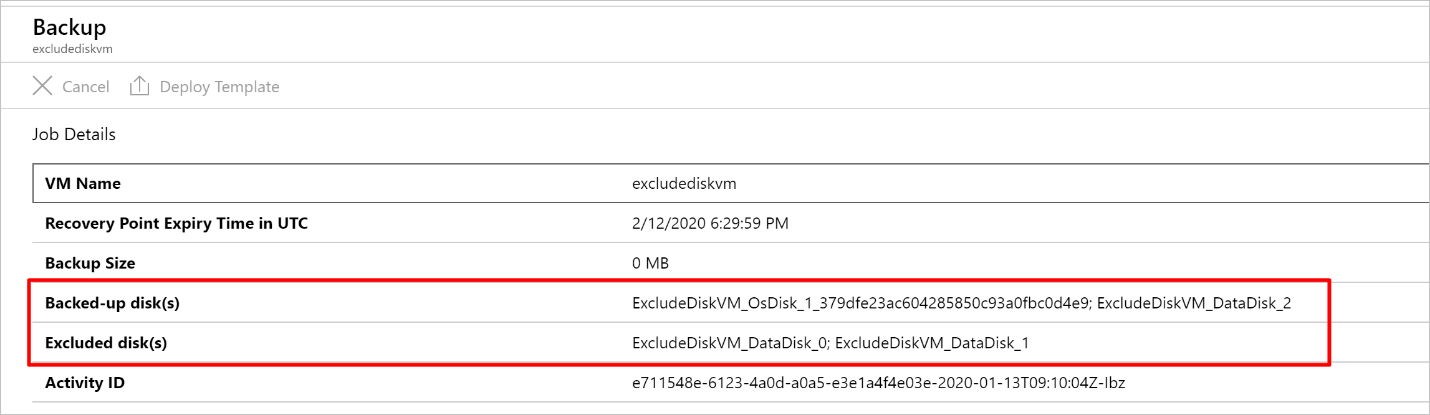 Backup
excludediskvm
Cancel Deploy Template
Job Details
VM Name excludediskvm
Recovery Point Expiry Time in UTC 2/12/2020 6:29:59 PM
Backup Size 0 MB
Backed-up disk(s) ExcludeDiskVM_OsDisk_1_379dfe23ac604285850c93a0fbc0d4e9; ExcludeDiskVM_DataDisk_2
Excluded disk(s) ExcludeDiskVM_DataDisk_0; ExcludeDiskVM_DataDisk_1
Activity ID e711548e-6123-4a0d-a0a5-e3e1a4f4e03e-2020-01-13T09:10:04Z-Ibz